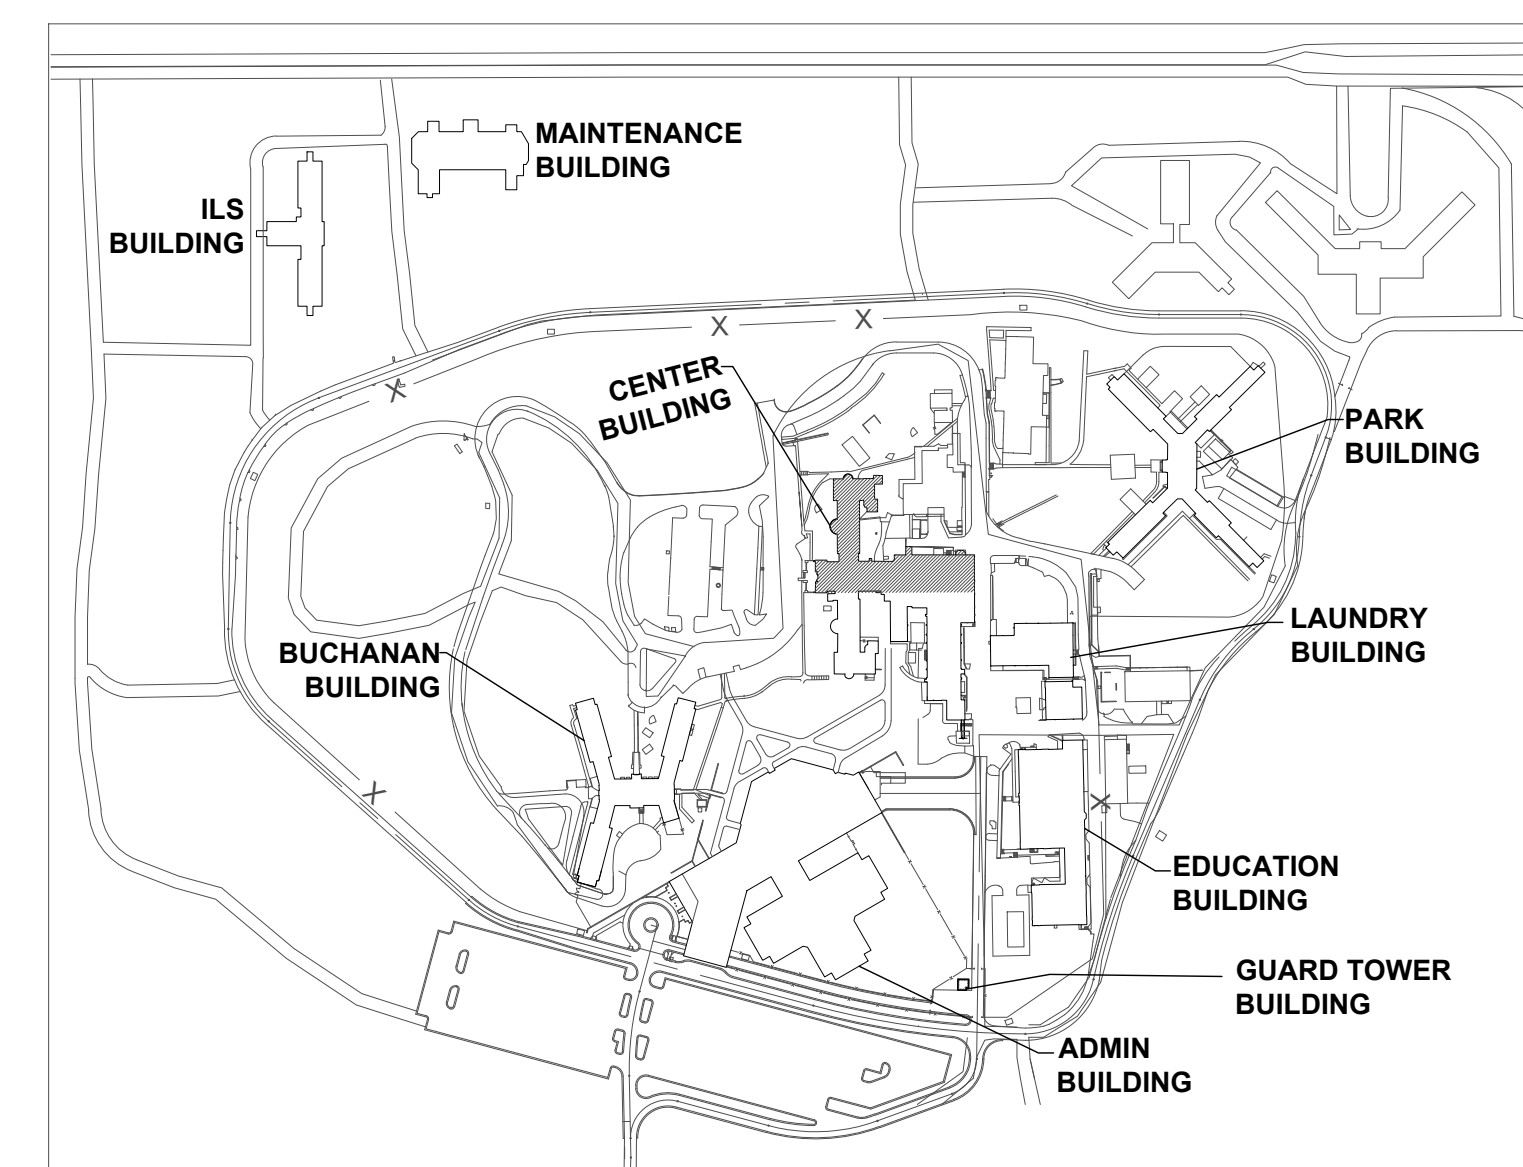 MAINTENANCE
BUILDING
ILS
BUILDING
CENTER
BUILDING
PARK
BUILDING
LAUNDRY
BUILDING
BUCHANAN
BUILDING
EDUCATION
BUILDING
GUARD TOWER
BUILDING
ADMIN
BUILDING